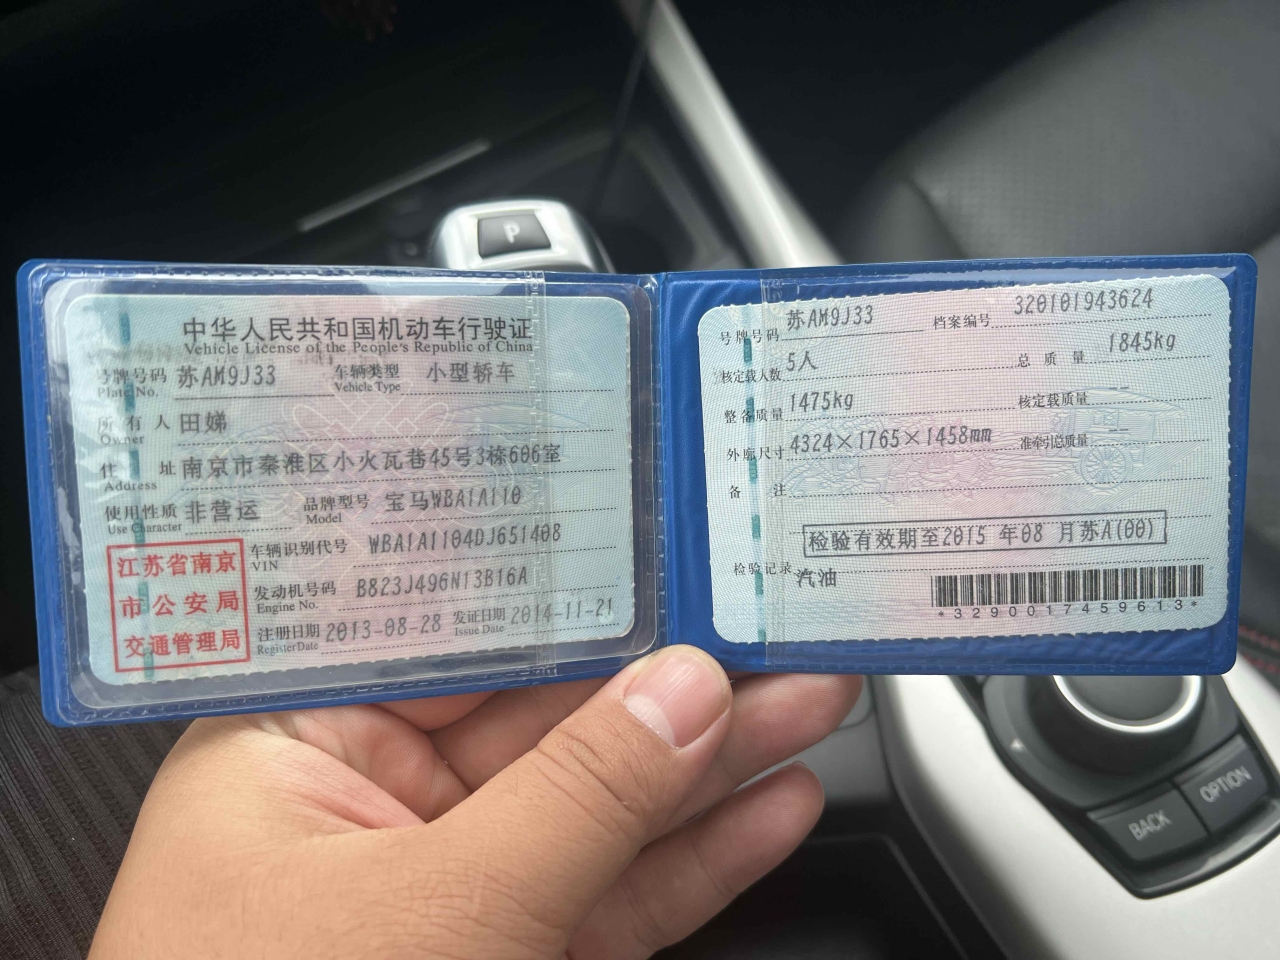 P
中华人民共和国机动车行驶证
Vehicle License of the People's Republic of China
号牌号码 苏AM9J33 车辆类型 小型轿车
Plate No. Vehicle Type
所有人 田娣
Owner
住址 南京市秦淮区小火瓦巷45号3栋606室
Address
使用性质 非营运 品牌型号 宝马WBA1A110
Use Character Model
江苏省南京
市公安局
交通管理局
车辆识别代号 WBA1A1104DJ651408
VIN
发动机号码 B823J496N13B16A
Engine No.
注册日期 2013-08-28 发证日期 2014-11-21
Register Date Issue Date
号牌号码 苏AM9J33 档案编号 320101943624
核定载人数 5人 总质量 1845kg
整备质量 1475kg 核定载质量 --
外廓尺寸 4324×1765×1458mm 准牵引总质量 --
备注
检验有效期至2015 年08 月苏A(00)
检验记录 汽油
*3290017459613*
BACK
OPTION